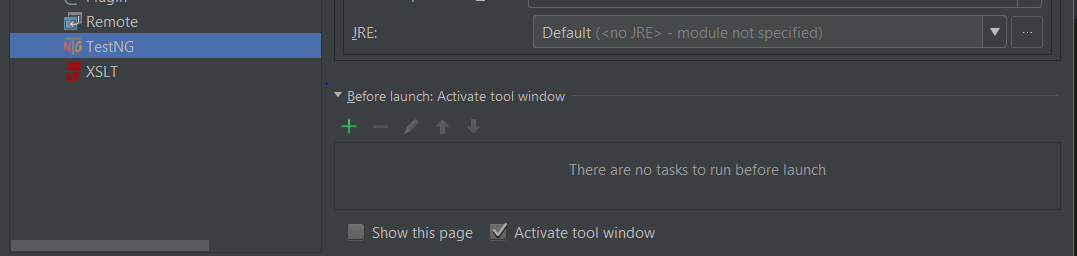 Remote
TestNG
XSLT
JRE:
Default (<no JRE> - module not specified)
...
Before launch: Activate tool window
There are no tasks to run before launch
Show this page
Activate tool window